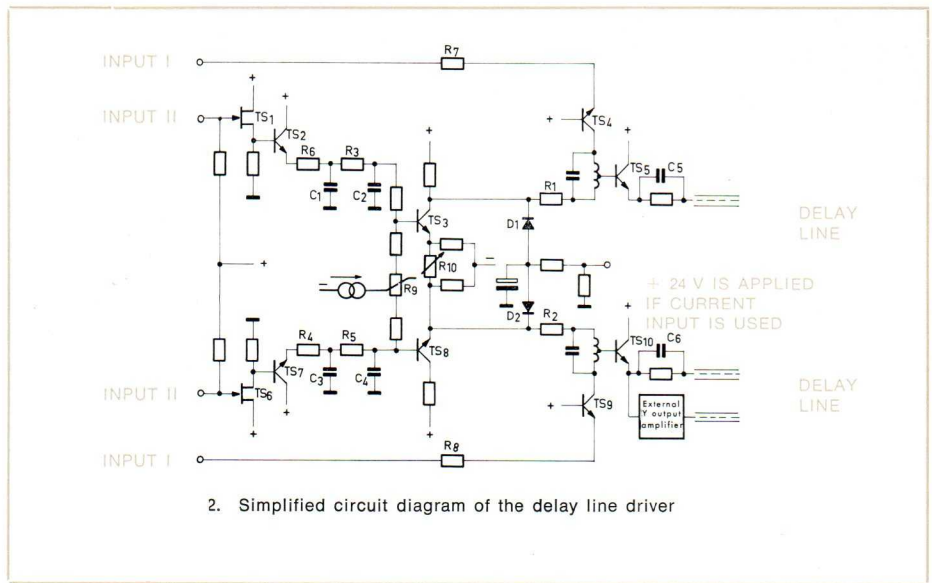 INPUT I
R7
INPUT II
TS1
TS2
TS4
R6
R3
TS5
C5
C1
C2
R1
TS3
DELAY
LINE
D1
R10
R9
+ 24 V IS APPLIED
IF CURRENT
INPUT IS USED
D2
R2
TS10
C6
R4
R5
TS8
TS7
C3
C4
INPUT II
TS6
TS9
External
Y output
amplifier
DELAY
LINE
INPUT I
R8
2. Simplified circuit diagram of the delay line driver